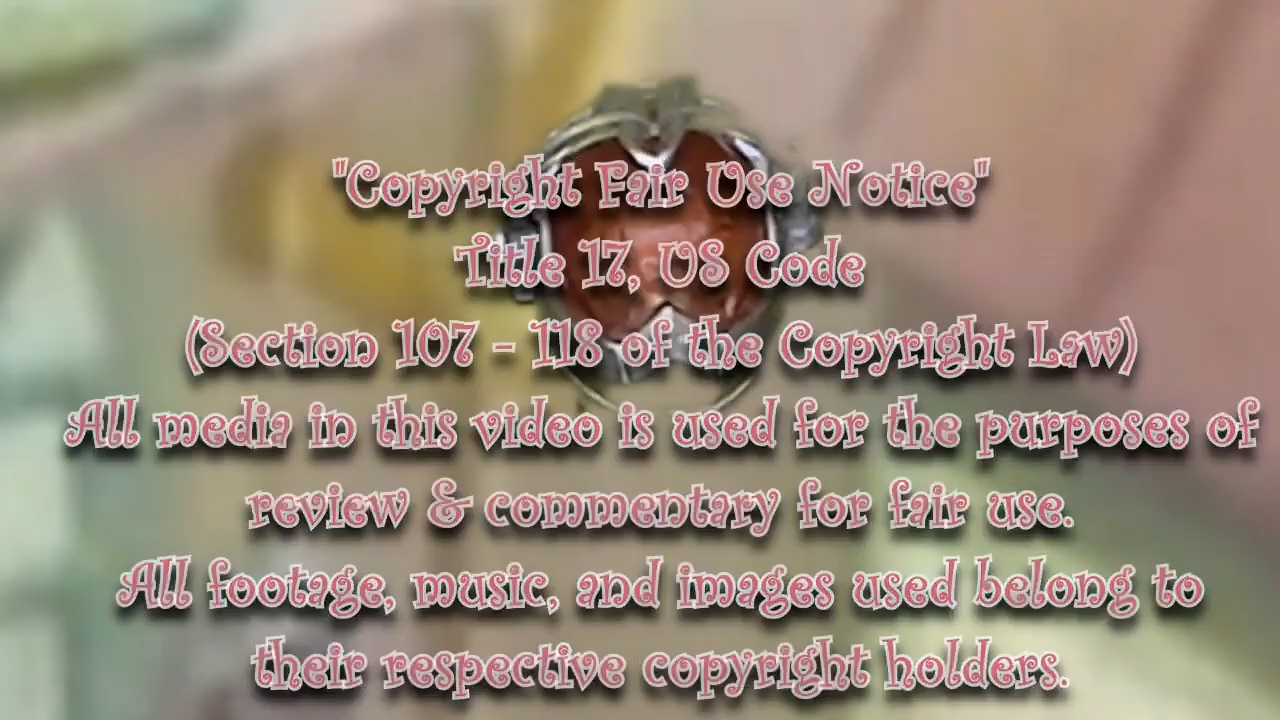 "Copyright Fair Use Notice"
Title 17, US Code
(Section 107 - 118 of the Copyright Law)
All media in this video is used for the purposes of
review & commentary for fair use.
All footage, music, and images used belong to
their respective copyright holders.